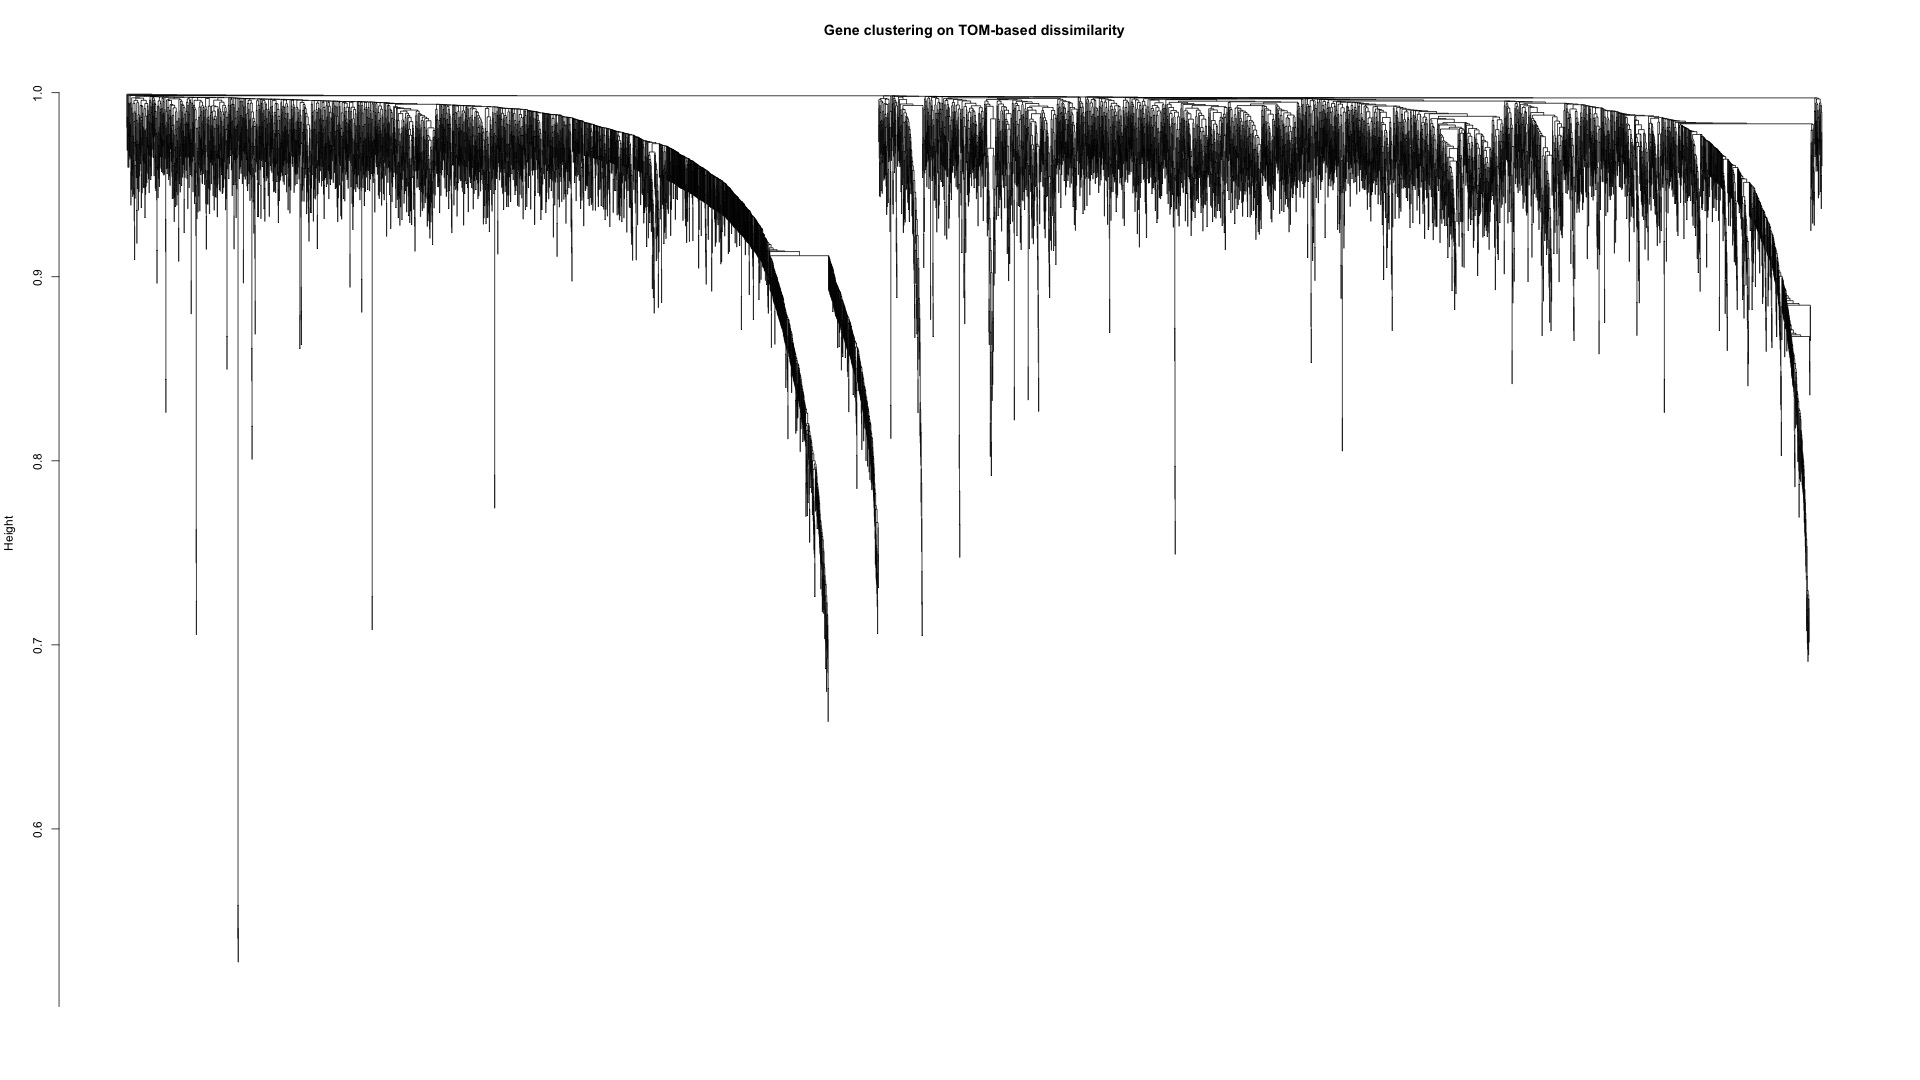 Gene clustering on TOM-based dissimilarity
1.0
0.9
0.8
0.7
0.6
Height